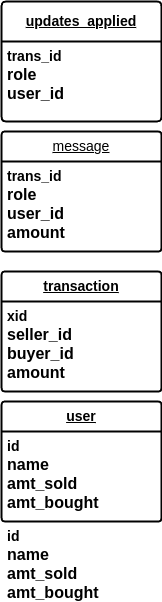 updates_applied
trans_id
role
user_id
message
trans_id
role
user_id
amount
transaction
xid
seller_id
buyer_id
amount
user
id
name
amt_sold
amt_bought
id
name
amt_sold
amt_bought